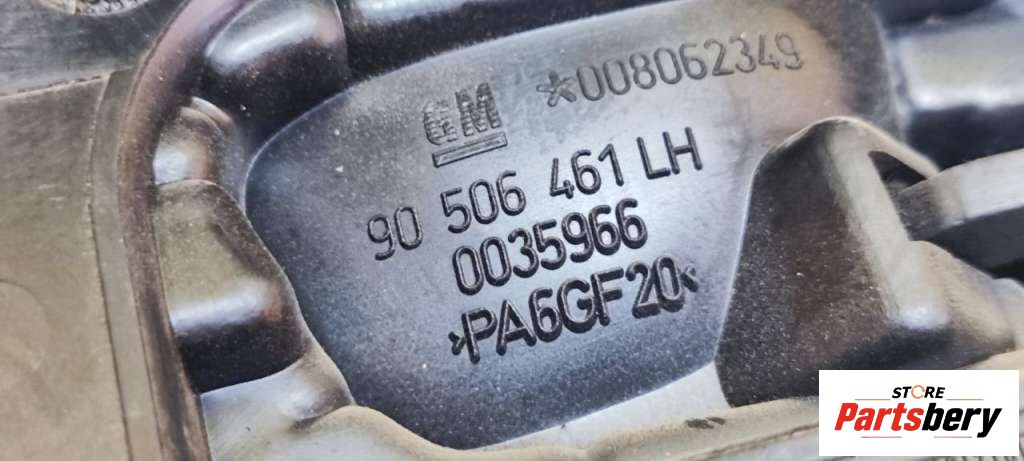 GM *008062349
90 506 461 LH
0035966
>PA6GF20<
STORE
Partsbery